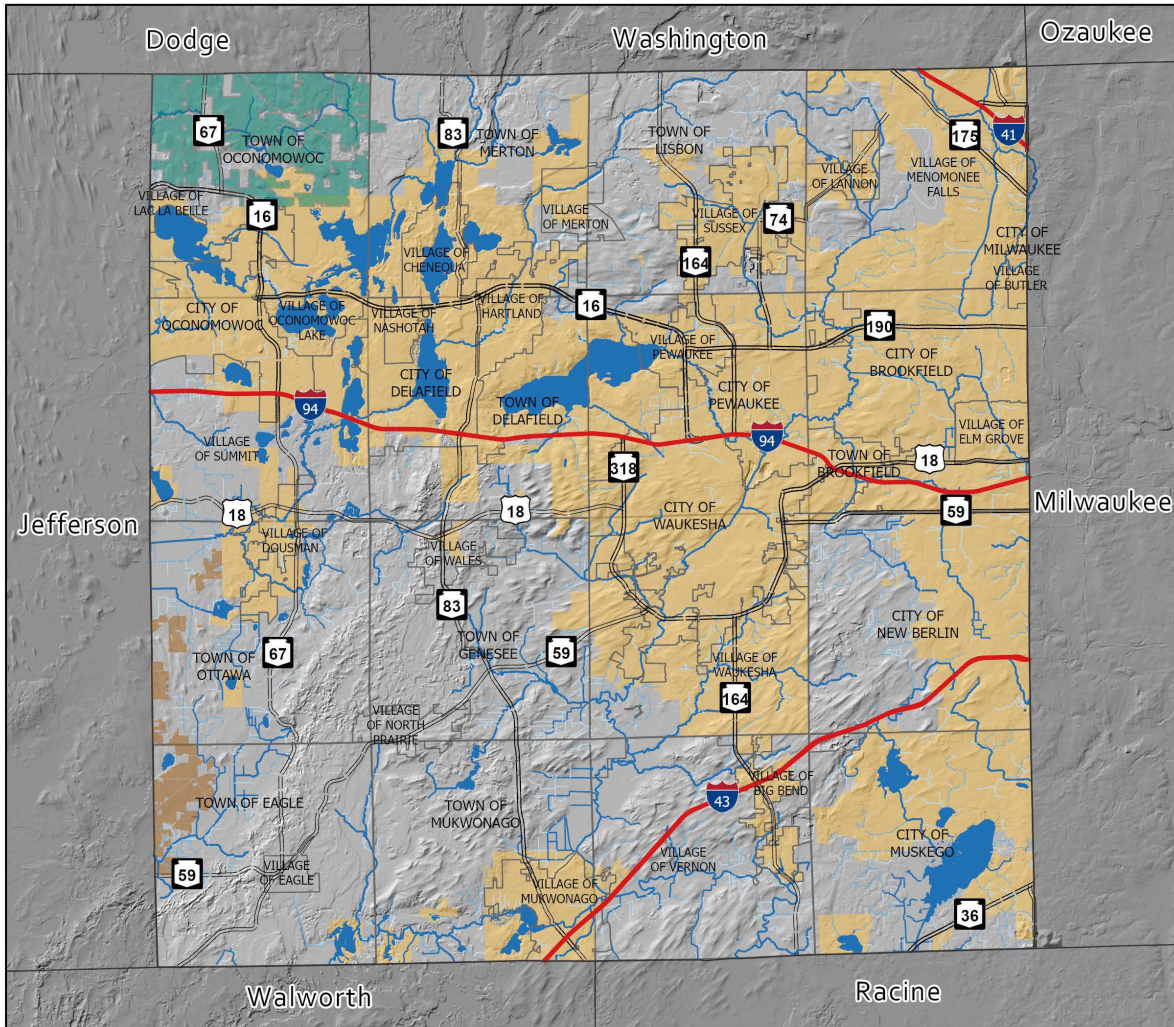 Dodge
Washington
Ozaukee
67
TOWN OF
OCONOMOWOC
83
TOWN OF
MERTON
TOWN OF
LISBON
175
41
VILLAGE
OF LANNON
VILLAGE OF
MENOMONEE
FALLS
VILLAGE OF
LAC LA BELLE
16
VILLAGE
OF MERTON
VILLAGE OF
SUSSEX
74
CITY OF
MILWAUKEE
VILLAGE OF
CHENEQUA
164
VILLAGE
OF BUTLER
CITY OF
OCONOMOWOC
VILLAGE OF
OCONOMOWOC
LAKE
VILLAGE OF
NASHOTAH
VILLAGE OF
HARTLAND
16
190
VILLAGE OF
PEWAUKEE
CITY OF
BROOKFIELD
CITY OF
DELAFIELD
TOWN OF
DELAFIELD
CITY OF
PEWAUKEE
94
VILLAGE OF
ELM GROVE
94
VILLAGE
OF SUMMIT
318
TOWN OF
BROOKFIELD
18
Jefferson
18
18
CITY OF
WAUKESHA
59
Milwaukee
VILLAGE OF
DOUSMAN
VILLAGE
OF WALES
83
CITY OF
NEW BERLIN
TOWN OF
GENESEE
67
59
TOWN OF
OTTAWA
VILLAGE OF
WAUKESHA
164
VILLAGE
OF NORTH
PRAIRIE
VILLAGE OF
BIG BEND
TOWN OF EAGLE
TOWN OF
MUKWONAGO
43
CITY OF
MUSKEGO
VILLAGE
OF VERNON
59
VILLAGE
OF EAGLE
VILLAGE OF
MUKWONAGO
36
Walworth
Racine